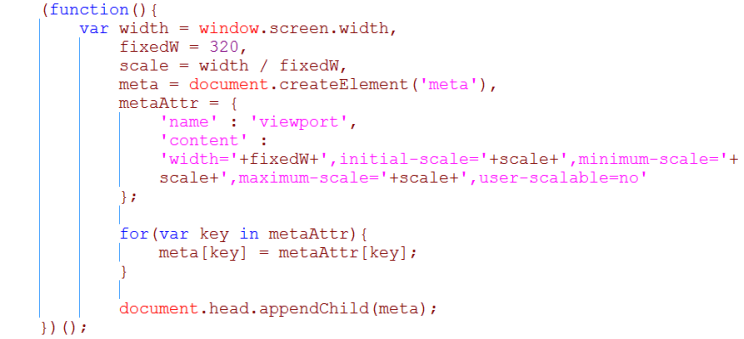 (function(){
    var width = window.screen.width,
        fixedW = 320,
        scale = width / fixedW,
        meta = document.createElement('meta'),
        metaAttr = {
            'name' : 'viewport',
            'content' :
            'width='+fixedW+',initial-scale='+scale+',minimum-scale='+
            scale+',maximum-scale='+scale+',user-scalable=no'
        };

        for(var key in metaAttr){
            meta[key] = metaAttr[key];
        }

        document.head.appendChild(meta);
})();